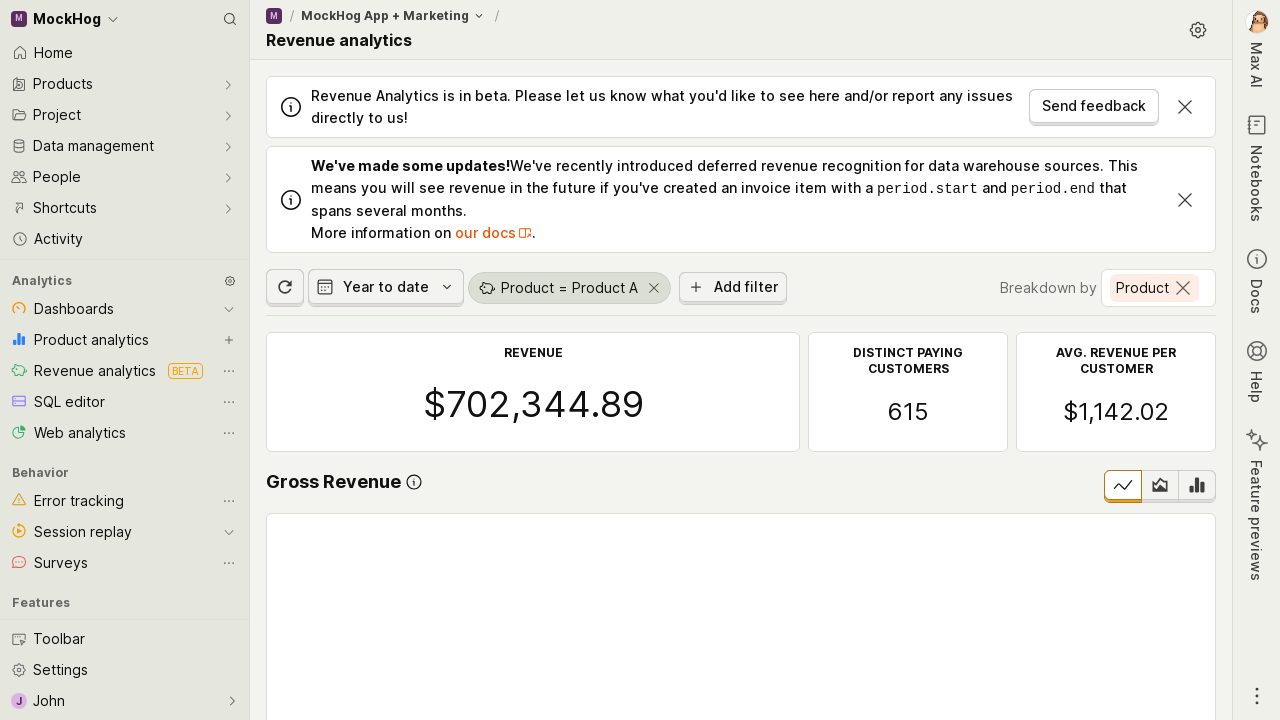 M MockHog
Home
Products
Project
Data management
People
Shortcuts
Activity
Analytics
Dashboards
Product analytics
Revenue analytics BETA
SQL editor
Web analytics
Behavior
Error tracking
Session replay
Surveys
Features
Toolbar
Settings
J John
M / MockHog App + Marketing /
Revenue analytics
Revenue Analytics is in beta. Please let us know what you'd like to see here and/or report any issues
directly to us!
Send feedback
We've made some updates!We've recently introduced deferred revenue recognition for data warehouse sources. This
means you will see revenue in the future if you've created an invoice item with a period.start and period.end that
spans several months.
More information on our docs.
Year to date
Product = Product A
Add filter
Breakdown by Product
REVENUE
$702,344.89
DISTINCT PAYING
CUSTOMERS
615
AVG. REVENUE PER
CUSTOMER
$1,142.02
Gross Revenue
Max AI
Notebooks
Docs
Help
Feature previews